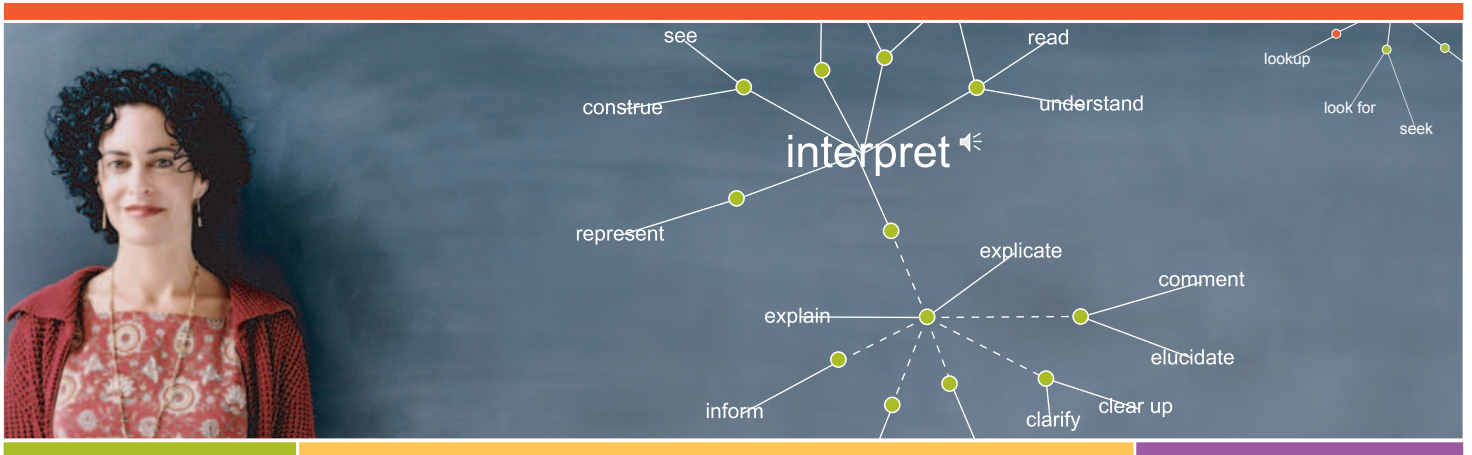 see
read
lookup
construe
understand
look for
seek
interpret
represent
explicate
comment
explain
elucidate
inform
clear up
clarify